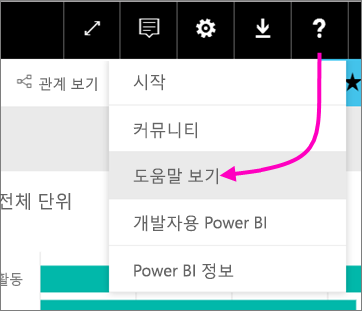 ?
관계 보기
시작
커뮤니티
도움말 보기
전체 단위
개발자용 Power BI
활동
Power BI 정보